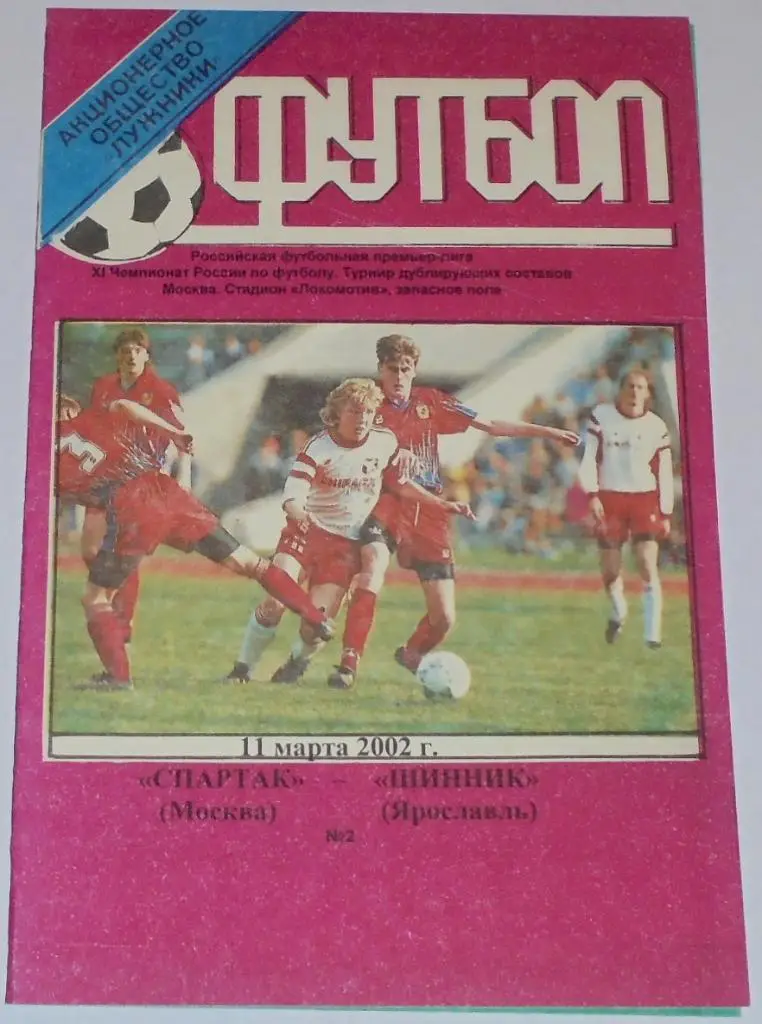 АКЦИОНЕРНОЕ
ОБЩЕСТВО
ЛУЖНИКИ
ФУТБОЛ
Российская футбольная премьер-лига
XI Чемпионат России по футболу. Турнир дублирующих составов
Москва. Стадион «Локомотив», запасное поле
3
11 марта 2002 г.
«СПАРТАК» – «ШИННИК»
(Москва) (Ярославль)
№2